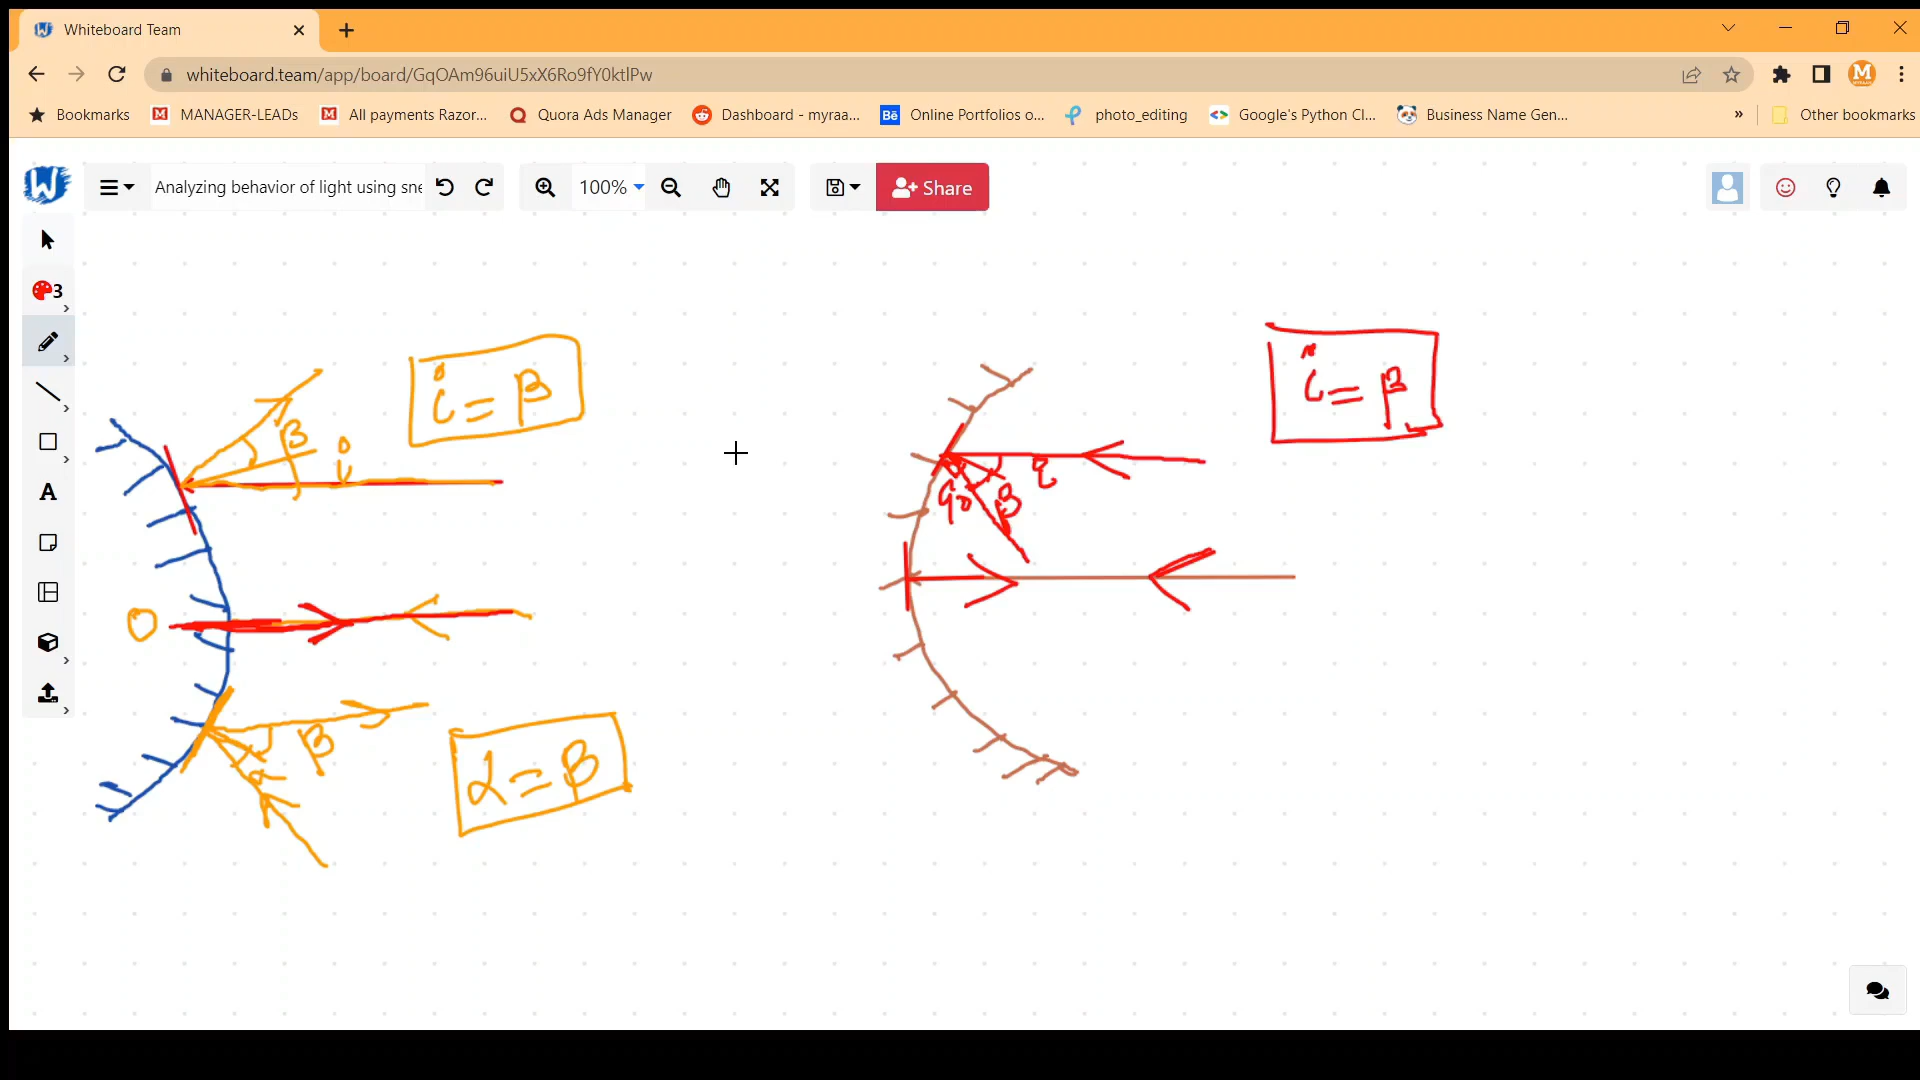 Whiteboard Team
whiteboard.team/app/board/GqOAm96uiU5xX6Ro9fY0ktlPw
Bookmarks MANAGER-LEADs All payments Razor... Quora Ads Manager Dashboard - myraa... Online Portfolios o... photo_editing Google's Python Cl... Business Name Gen... » Other bookmarks
Analyzing behavior of light using sne 100% Share
3
A
i = β
β i
O
β
α
α = β
i = β
i
90 β